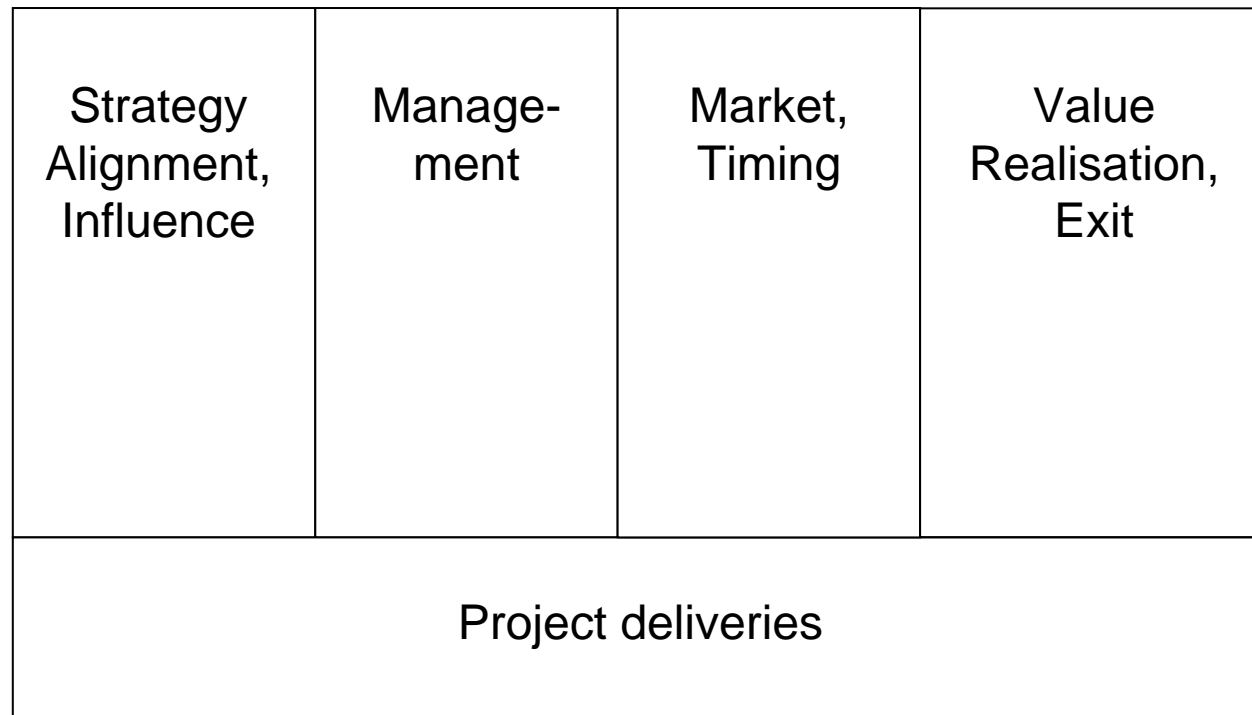 Strategy
Alignment,
Influence
Manage-
ment
Market,
Timing
Value
Realisation,
Exit
Project deliveries